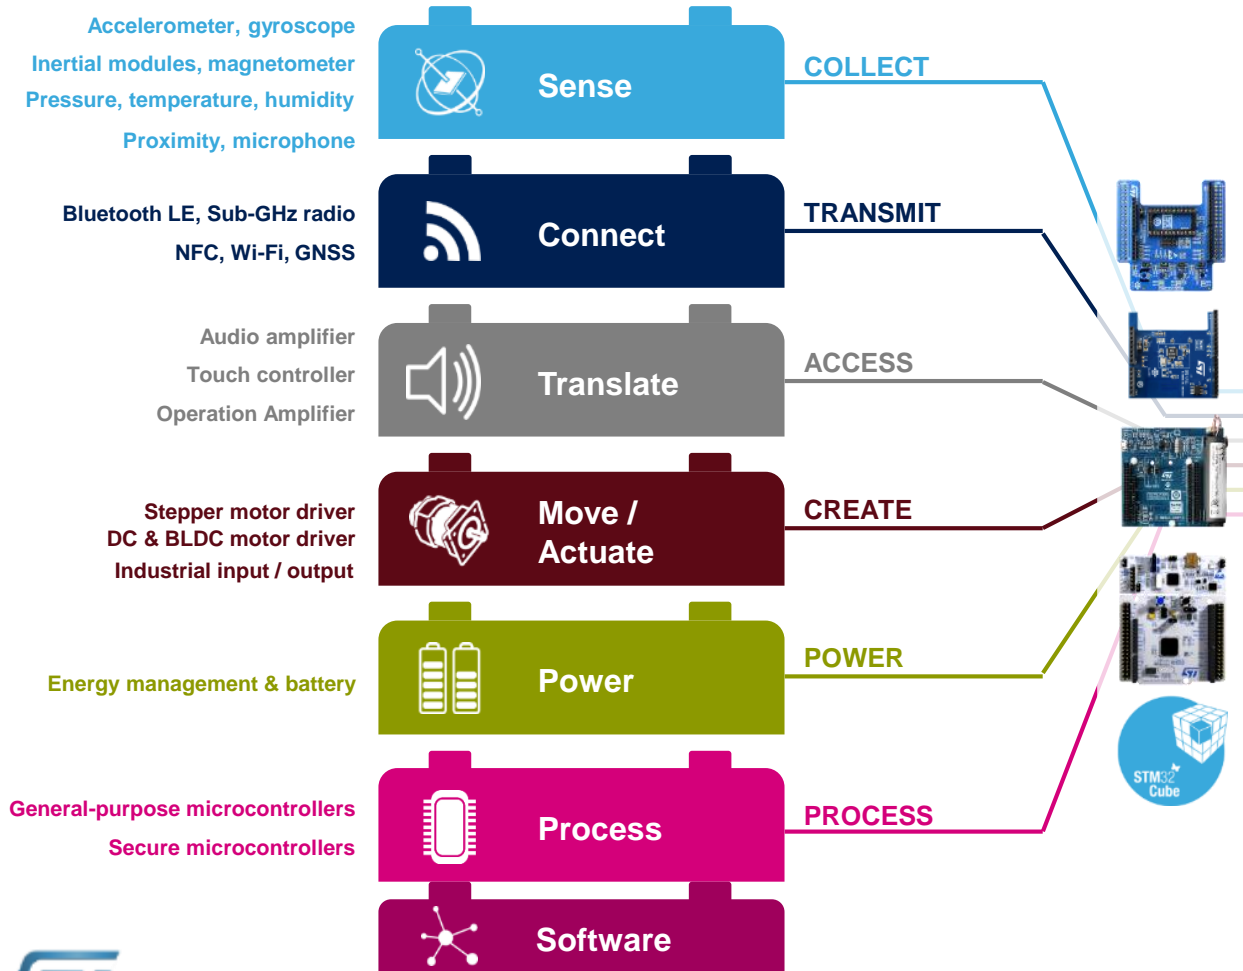 Accelerometer, gyroscope
Inertial modules, magnetometer
Pressure, temperature, humidity
Proximity, microphone
Sense
COLLECT
Bluetooth LE, Sub-GHz radio
NFC, Wi-Fi, GNSS
Connect
TRANSMIT
Audio amplifier
Touch controller
Operation Amplifier
Translate
ACCESS
Stepper motor driver
DC & BLDC motor driver
Industrial input / output
Move /
Actuate
CREATE
Energy management & battery
Power
POWER
General-purpose microcontrollers
Secure microcontrollers
Process
PROCESS
Software
STM32
Cube